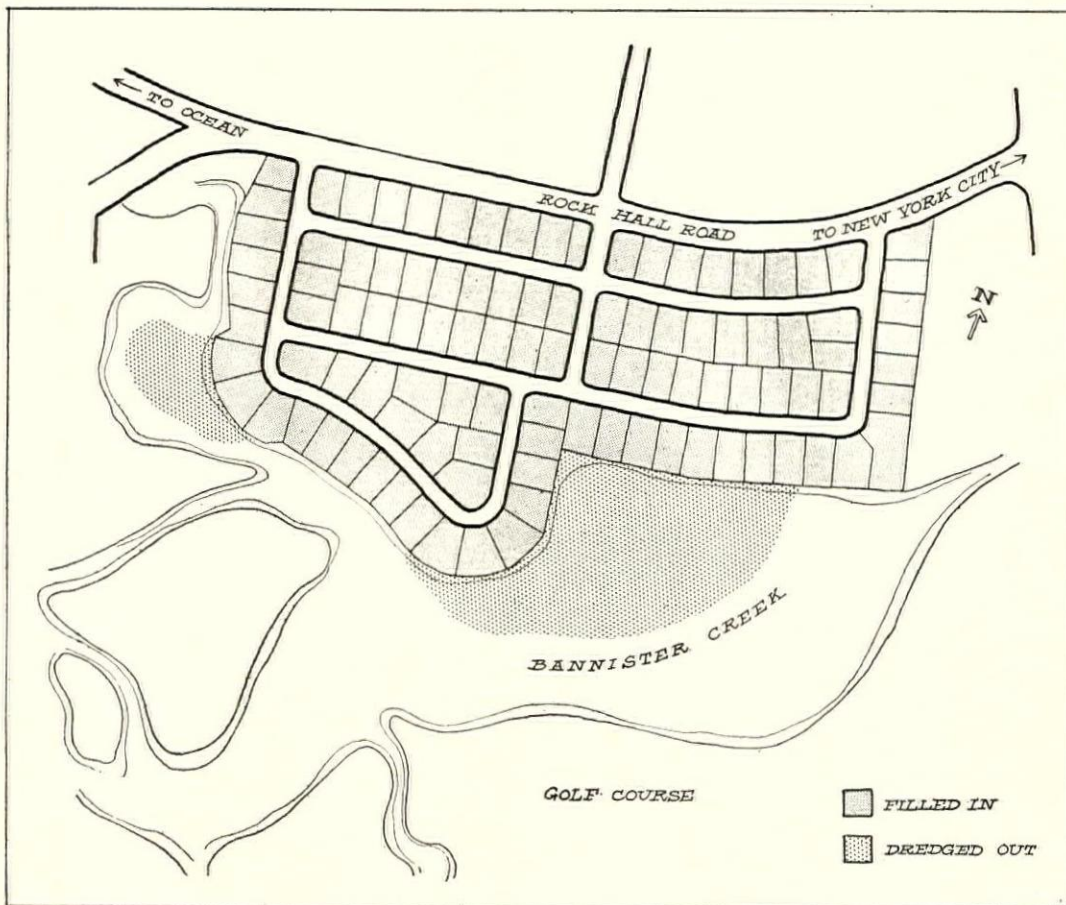 ← TO OCEAN
ROCK HALL ROAD
TO NEW YORK CITY →
N
BANNISTER CREEK
GOLF COURSE
FILLED IN
DREDGED OUT